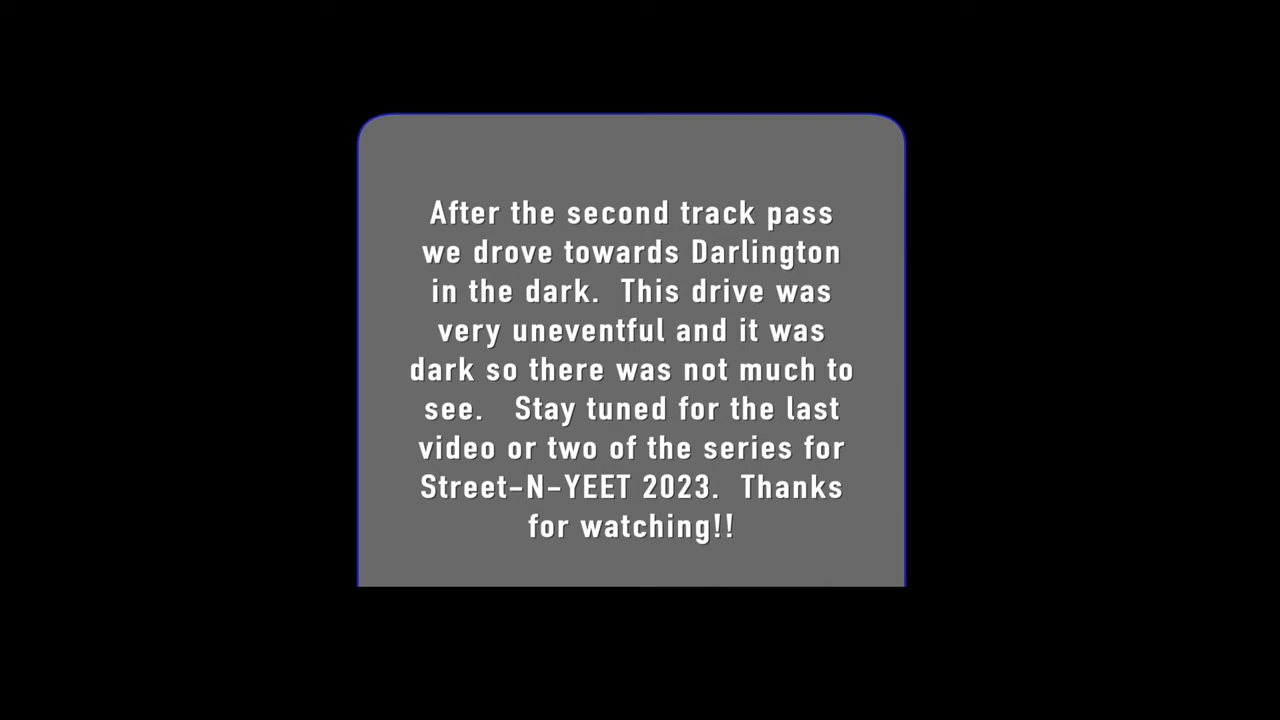 After the second track pass
we drove towards Darlington
in the dark.  This drive was
very uneventful and it was
dark so there was not much to
see.   Stay tuned for the last
video or two of the series for
Street-N-YEET 2023.  Thanks
for watching!!